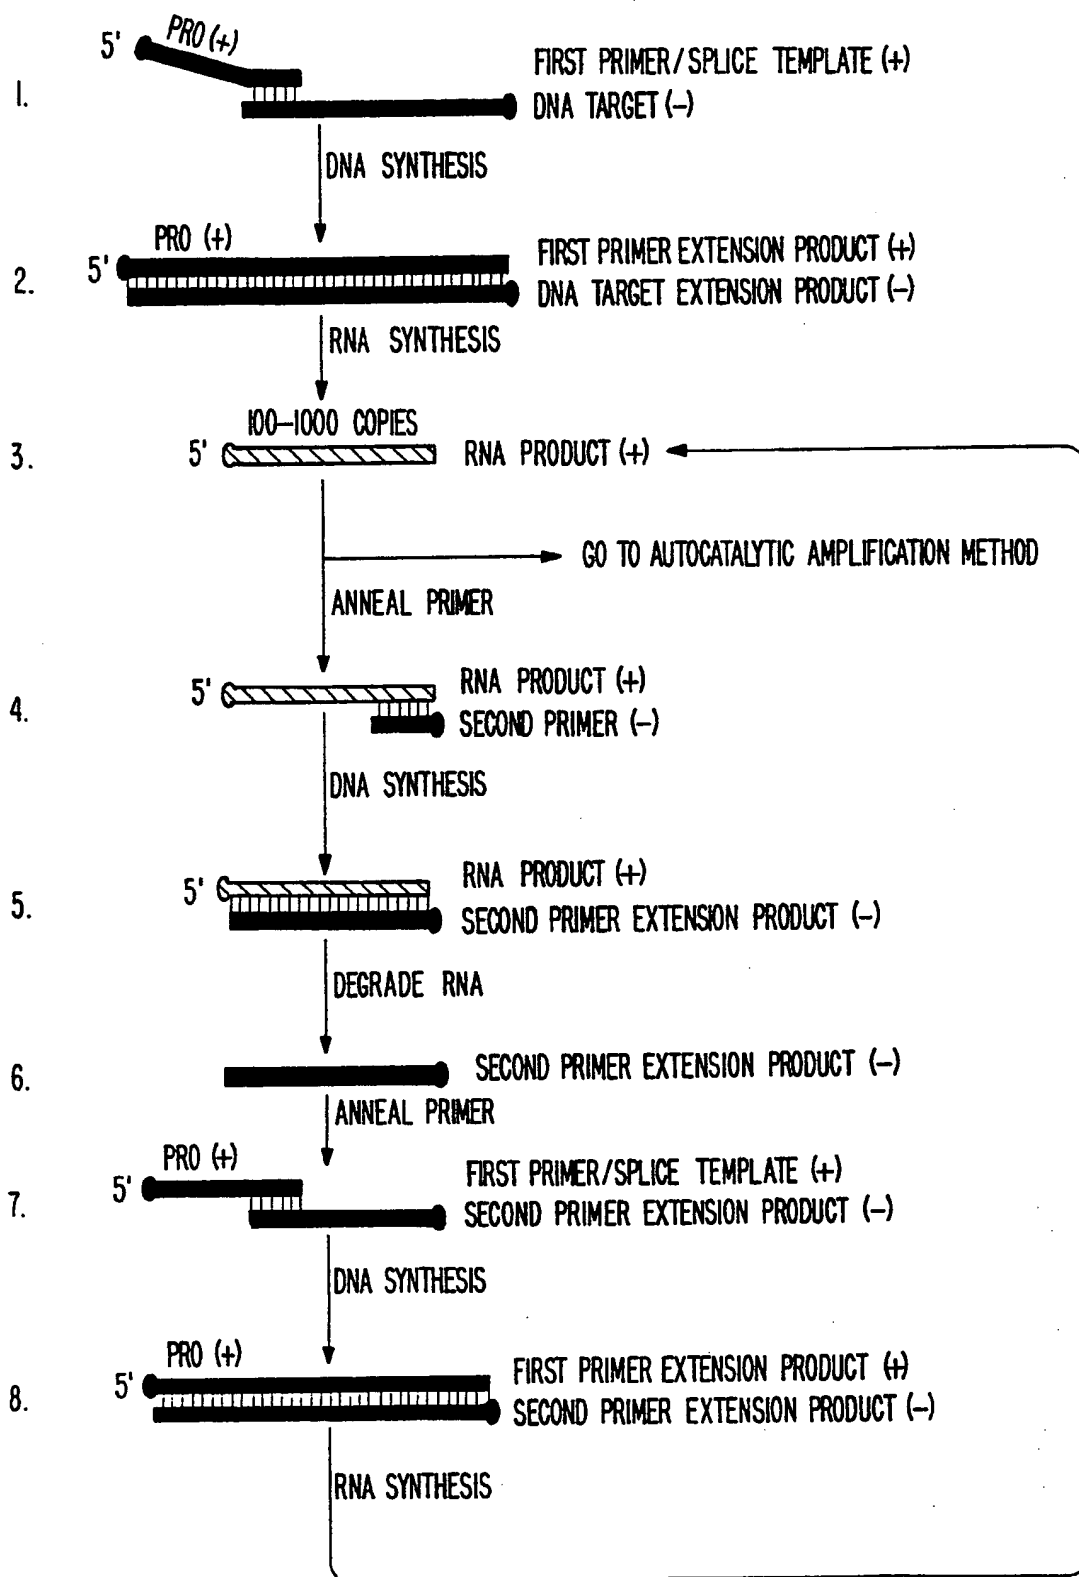 5' PRO (+)
FIRST PRIMER/SPLICE TEMPLATE (+)
1.
DNA TARGET (-)
DNA SYNTHESIS
PRO (+)
5'
FIRST PRIMER EXTENSION PRODUCT (+)
2.
DNA TARGET EXTENSION PRODUCT (-)
RNA SYNTHESIS
100-1000 COPIES
3.
5'
RNA PRODUCT (+)
GO TO AUTOCATALYTIC AMPLIFICATION METHOD
ANNEAL PRIMER
5'
RNA PRODUCT (+)
4.
SECOND PRIMER (-)
DNA SYNTHESIS
5'
RNA PRODUCT (+)
5.
SECOND PRIMER EXTENSION PRODUCT (-)
DEGRADE RNA
6.
SECOND PRIMER EXTENSION PRODUCT (-)
ANNEAL PRIMER
PRO (+)
5'
FIRST PRIMER/SPLICE TEMPLATE (+)
7.
SECOND PRIMER EXTENSION PRODUCT (-)
DNA SYNTHESIS
PRO (+)
5'
FIRST PRIMER EXTENSION PRODUCT (+)
8.
SECOND PRIMER EXTENSION PRODUCT (-)
RNA SYNTHESIS